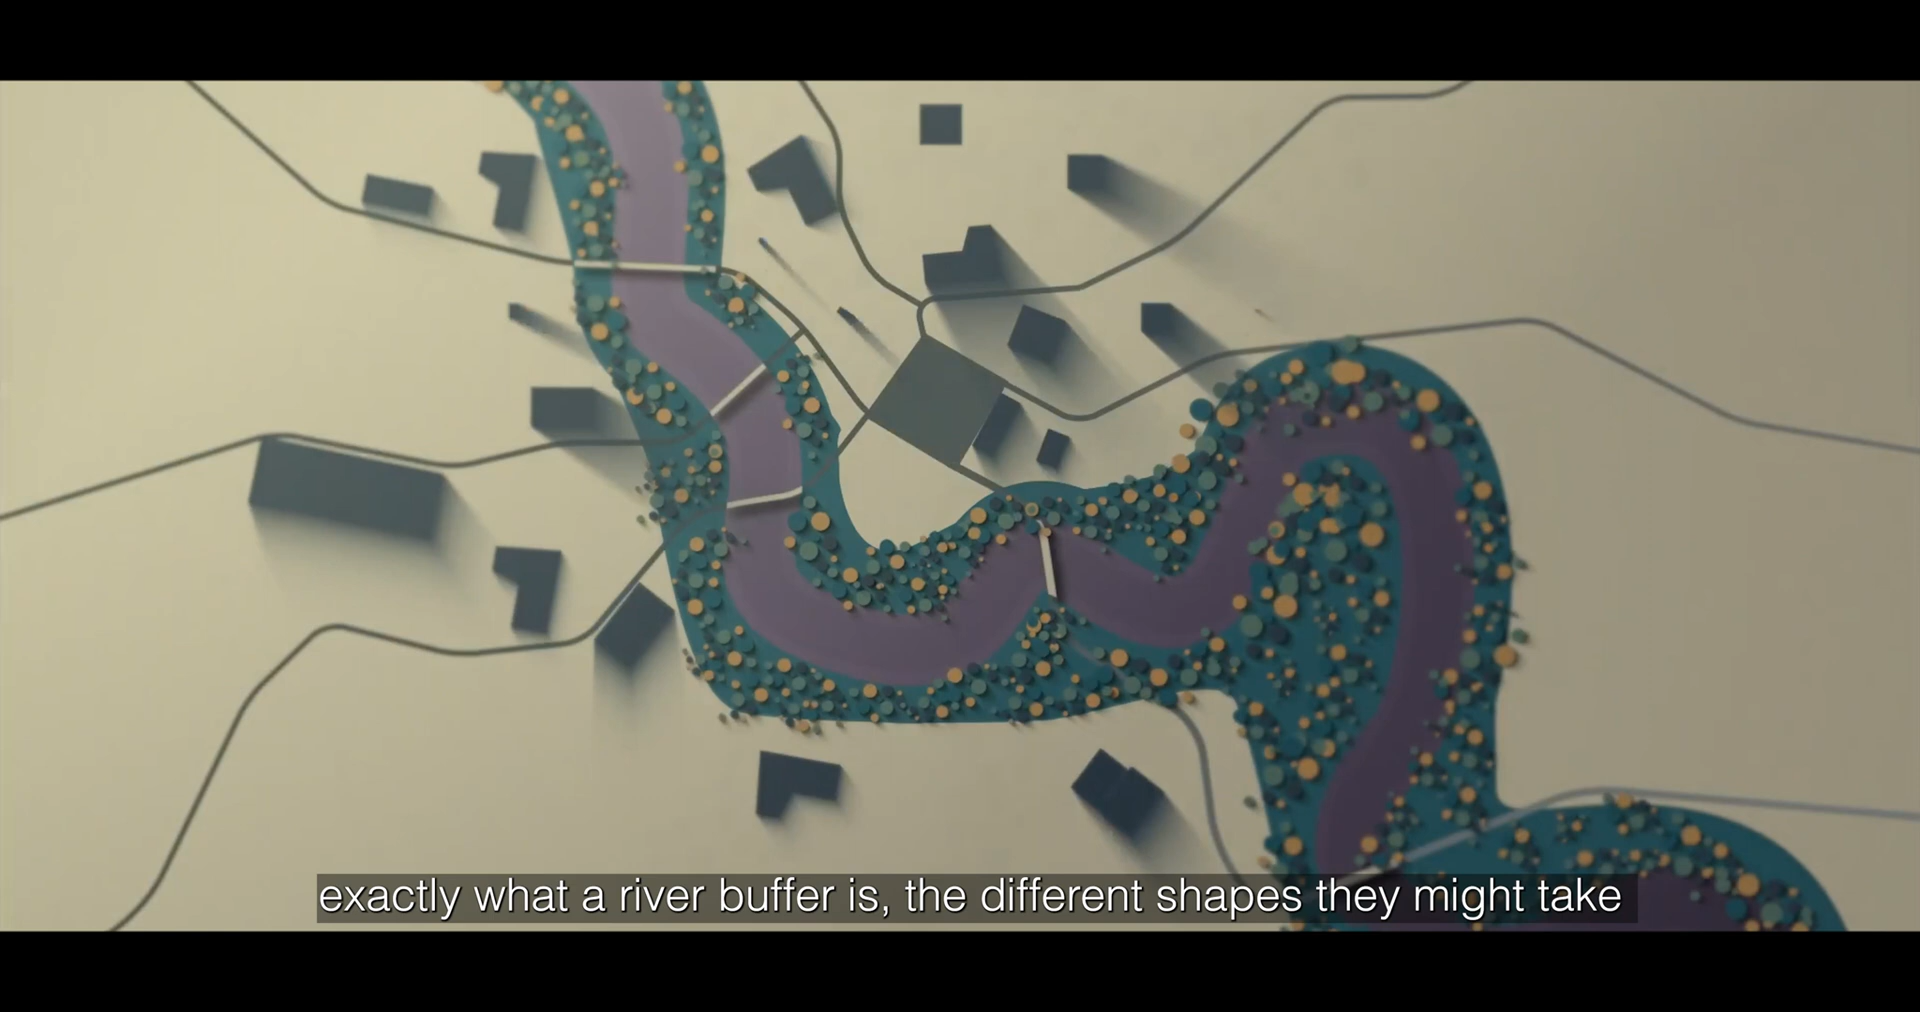 exactly what a river buffer is, the different shapes they might take